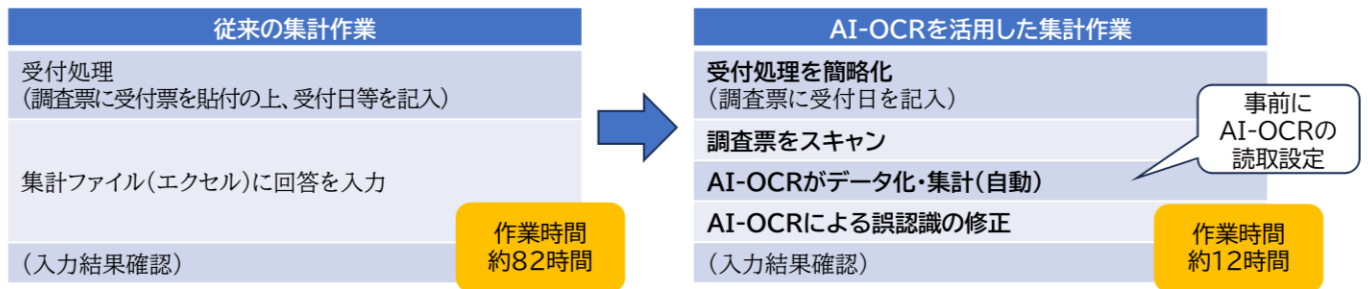 従来の集計作業
受付処理
(調査票に受付票を貼付の上、受付日等を記入)
集計ファイル(エクセル)に回答を入力
(入力結果確認)
作業時間
約82時間
AI-OCRを活用した集計作業
受付処理を簡略化
(調査票に受付日を記入)
調査票をスキャン
AI-OCRがデータ化・集計(自動)
AI-OCRによる誤認識の修正
(入力結果確認)
事前に
AI-OCRの
読取設定
作業時間
約12時間